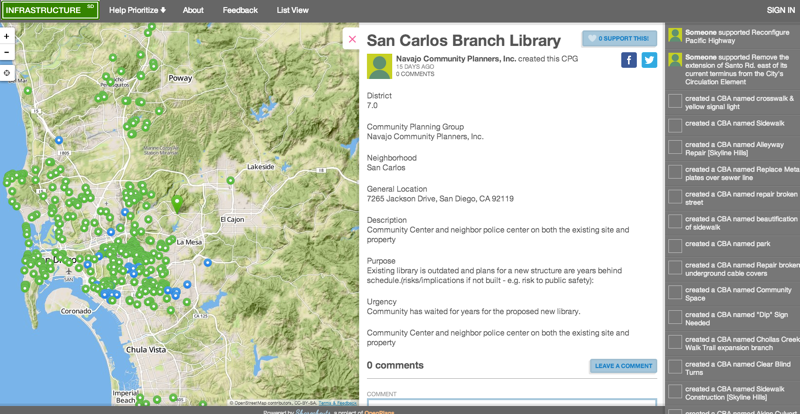 INFRASTRUCTURE SD
Help Prioritize
About
Feedback
List View
SIGN IN
+
−
Poway
Lakeside
El Cajon
La Mesa
Coronado
Chula Vista
Imperial
Beach
© OpenStreetMap contributors, CC-BY-SA. Terms & Feedback
San Carlos Branch Library
0 SUPPORT THIS!
Navajo Community Planners, Inc. created this CPG
15 DAYS AGO
0 COMMENTS
District
7.0
Community Planning Group
Navajo Community Planners, Inc.
Neighborhood
San Carlos
General Location
7265 Jackson Drive, San Diego, CA 92119
Description
Community Center and neighbor police center on both the existing site and
property
Purpose
Existing library is outdated and plans for a new structure are years behind
schedule.(risks/implications if not built - e.g. risk to public safety):
Urgency
Community has waited for years for the proposed new library.
Community Center and neighbor police center on both the existing site and
property
0 comments
LEAVE A COMMENT
COMMENT
Someone supported Reconfigure
Pacific Highway
Someone supported Remove the
extension of Santo Rd. east of its
current terminus from the City's
Circulation Element
created a CBA named crosswalk &
yellow signal light
created a CBA named Sidewalk
created a CBA named Alleyway
Repair [Skyline Hills]
created a CBA named Replace Meta
plates over sewer line
created a CBA named repair broken
street
created a CBA named beautification
of sidewalk
created a CBA named park
created a CBA named Repair broken
underground cable covers
created a CBA named Community
Space
created a CBA named "Dip" Sign
Needed
created a CBA named Chollas Creek
Walk Trail expansion branch
created a CBA named Clear Blind
Turns
created a CBA named Sidewalk
Construction [Skyline Hills]
Powered by Shareabouts, a project of OpenPlans